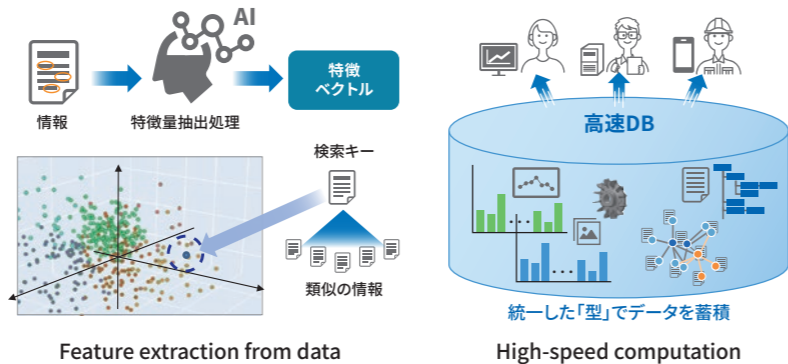 AI
情報
特徴量抽出処理
特徴
ベクトル
検索キー
類似の情報
Feature extraction from data
高速DB
統一した「型」でデータを蓄積
High-speed computation